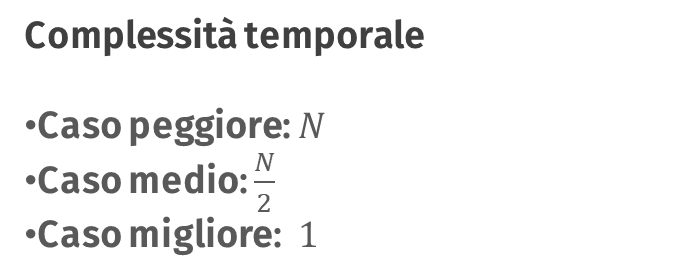 Complessità temporale
•Caso peggiore: N
•Caso medio: N/2
•Caso migliore: 1